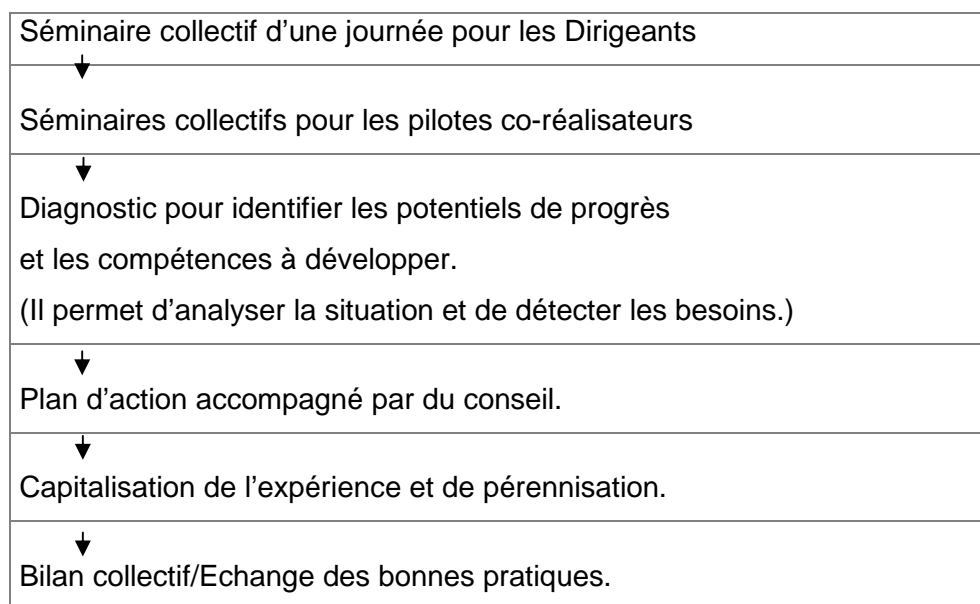 Séminaire collectif d’une journée pour les Dirigeants
Séminaires collectifs pour les pilotes co-réalisateurs
Diagnostic pour identifier les potentiels de progrès
et les compétences à développer.
(Il permet d’analyser la situation et de détecter les besoins.)
Plan d’action accompagné par du conseil.
Capitalisation de l’expérience et de pérennisation.
Bilan collectif/Echange des bonnes pratiques.